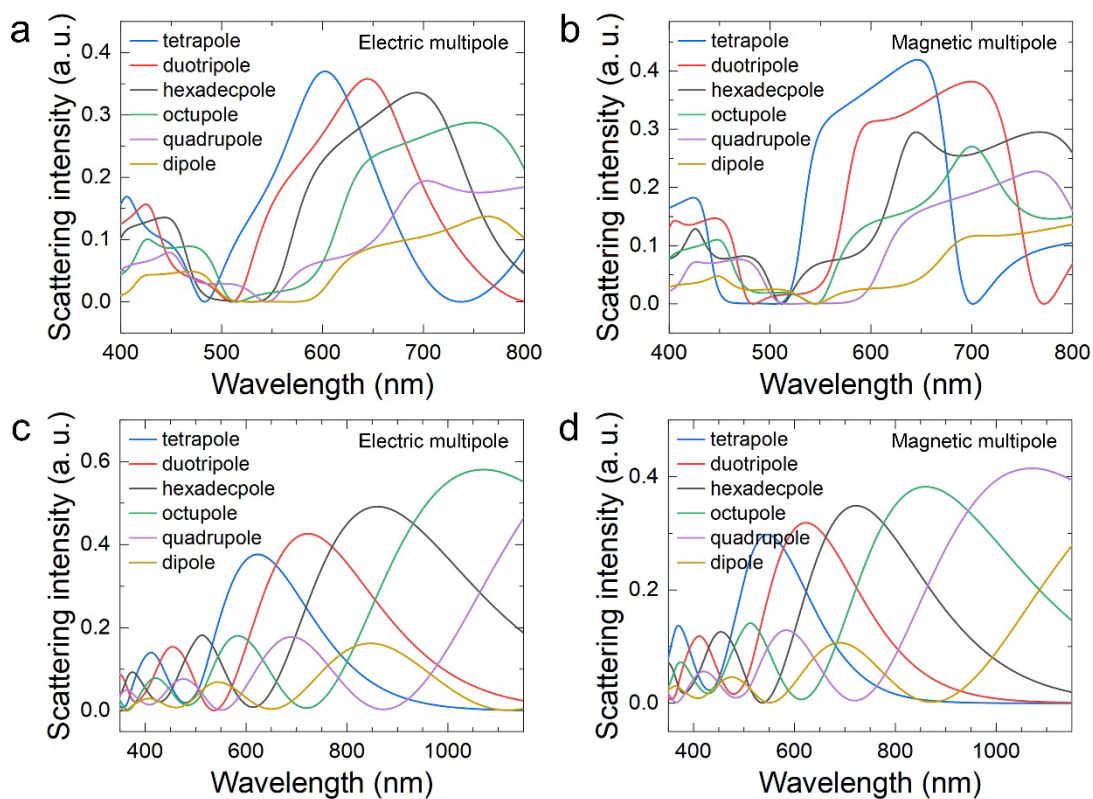 a
Scattering intensity (a. u.)
0.4
0.3
0.2
0.1
0.0
tetrapole
duotripole
hexadecpole
octupole
quadrupole
dipole
Electric multipole
400 500 600 700 800
Wavelength (nm)
b
Scattering intensity (a. u.)
0.4
0.3
0.2
0.1
0.0
tetrapole
duotripole
hexadecpole
octupole
quadrupole
dipole
Magnetic multipole
400 500 600 700 800
Wavelength (nm)
c
Scattering intensity (a. u.)
0.6
0.4
0.2
0.0
tetrapole
duotripole
hexadecpole
octupole
quadrupole
dipole
Electric multipole
400 600 800 1000
Wavelength (nm)
d
Scattering intensity (a. u.)
0.4
0.2
0.0
tetrapole
duotripole
hexadecpole
octupole
quadrupole
dipole
Magnetic multipole
400 600 800 1000
Wavelength (nm)